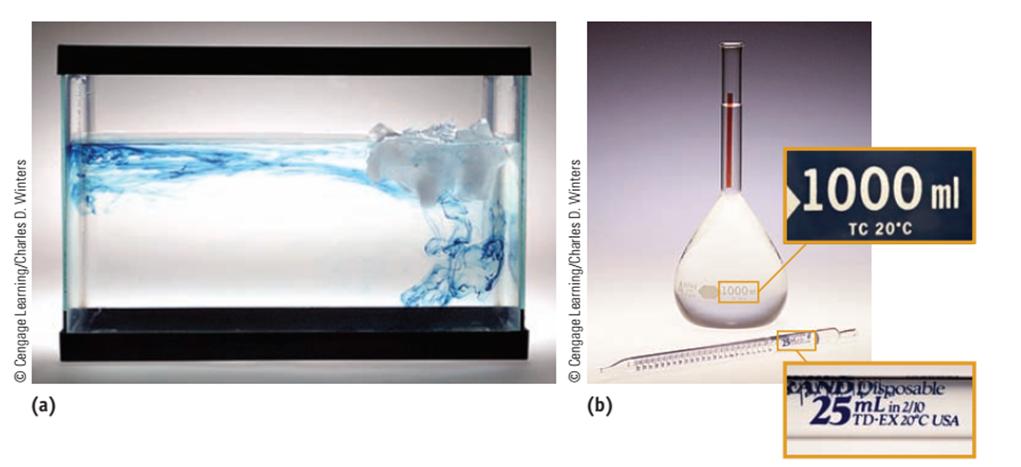 © Cengage Learning/Charles D. Winters
(a)
© Cengage Learning/Charles D. Winters
(b)
1000 ml
TC 20°C
1000 ml
Disposable
25 mL in 2/10
TD-EX 20°C USA
25